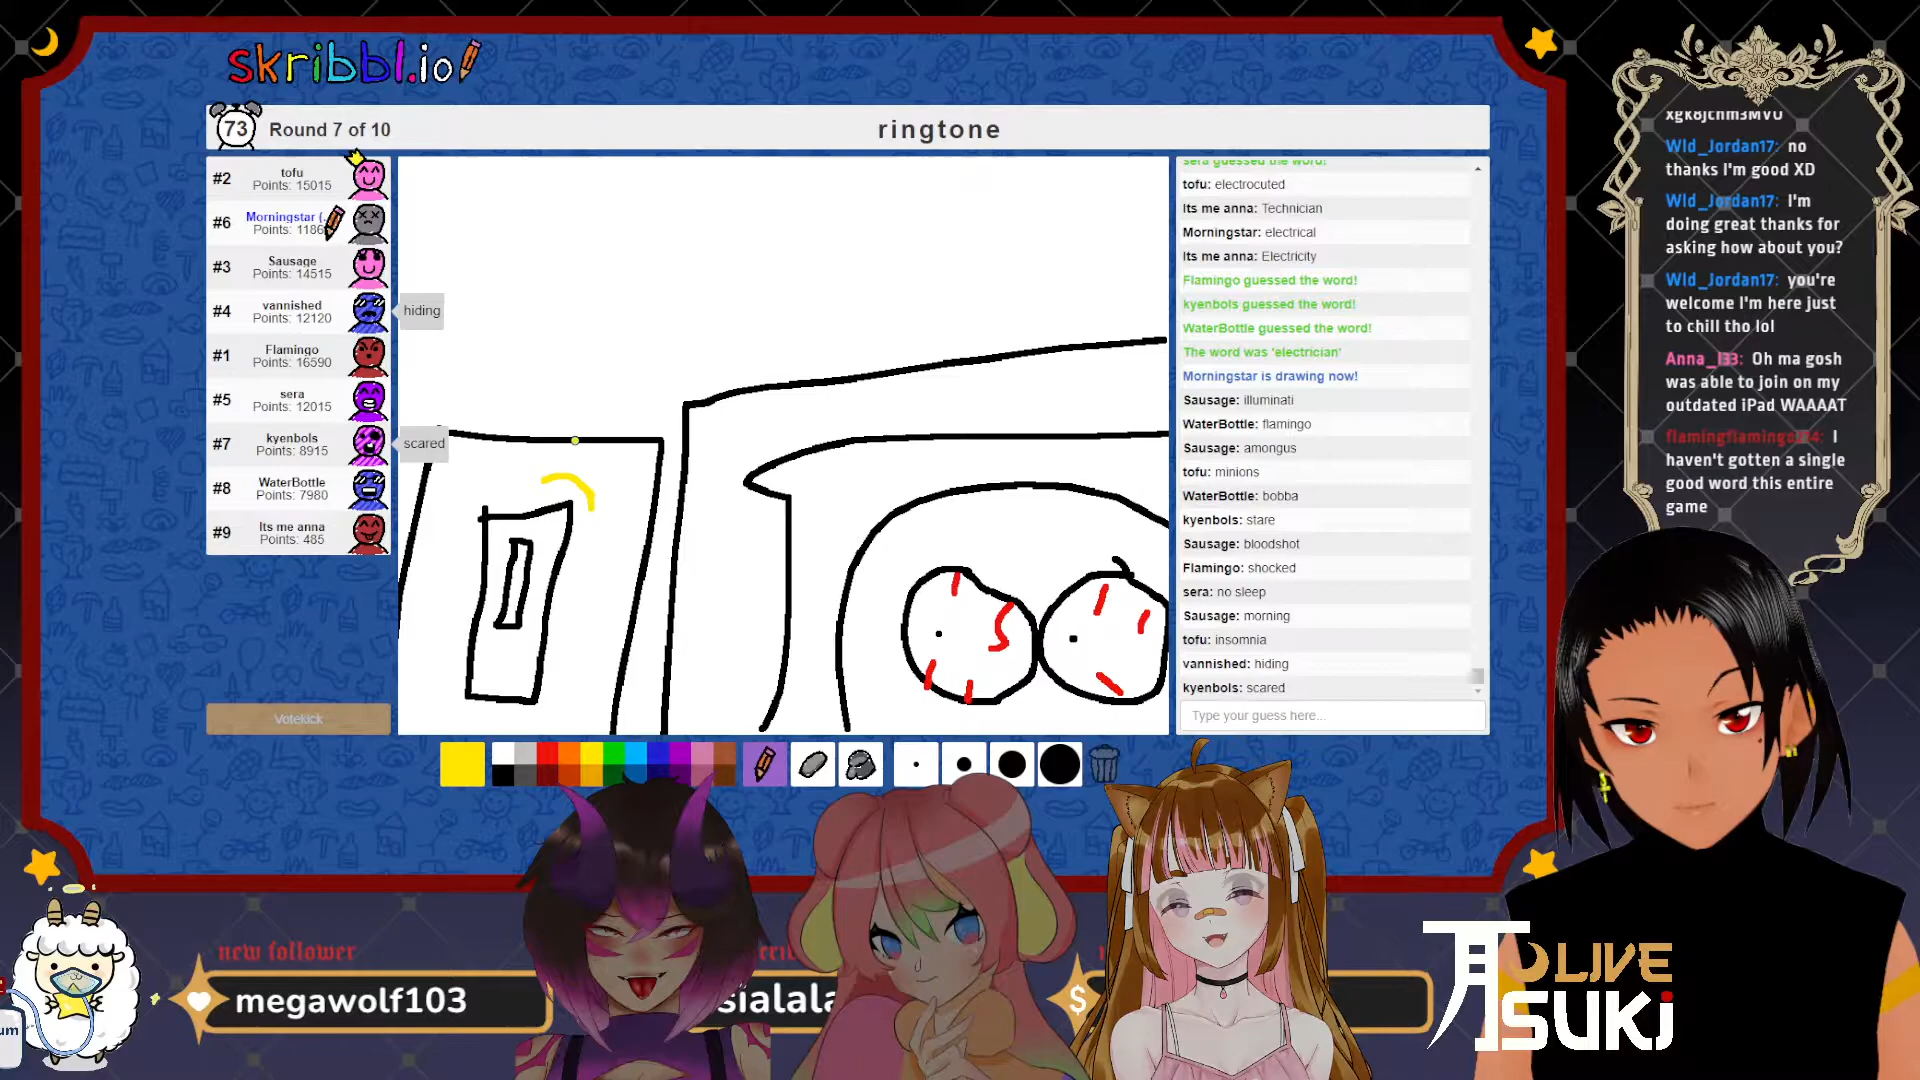 skribbl.io
73
Round 7 of 10
ringtone
#2
tofu
Points: 15015
#6
Morningstar (
#3
Sausage
Points: 14515
#4
vannished
Points: 12120
#1
Flamingo
Points: 16590
#5
sera
Points: 12015
#7
kyenbols
Points: 8915
#8
WaterBottle
Points: 7980
#9
Its me anna
Points: 485
Votekick
hiding
scared
sera guessed the word!
tofu: electrocuted
Its me anna: Technician
Morningstar: electrical
Its me anna: Electricity
Flamingo guessed the word!
kyenbols guessed the word!
WaterBottle guessed the word!
The word was 'electrician'
Morningstar is drawing now!
Sausage: illuminati
WaterBottle: flamingo
Sausage: amongus
tofu: minions
WaterBottle: bobba
kyenbols: stare
Sausage: bloodshot
Flamingo: shocked
sera: no sleep
Sausage: morning
tofu: insomnia
vannished: hiding
kyenbols: scared
Type your guess here...
Wld_Jordan17: no
thanks I'm good XD
Wld_Jordan17: I'm
doing great thanks for
asking how about you?
Wld_Jordan17: you're
welcome I'm here just
to chill tho lol
Anna_l33: Oh ma gosh
was able to join on my
outdated iPad WAAAAT
I
haven't gotten a single
good word this entire
game
new follower
megawolf103
sialala
$
um
LIVE
TSUKi